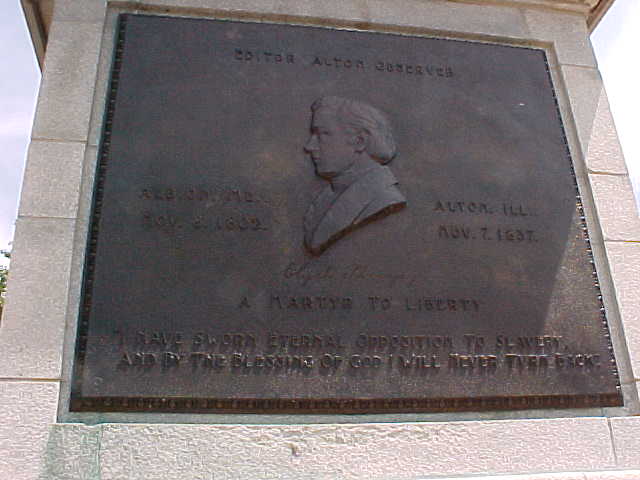 EDITOR ALTON OBSERVER
ALBION, ME.,
NOV. 8, 1802.
ALTON, ILL.,
NOV. 7, 1837.
A MARTYR TO LIBERTY
"I HAVE SWORN ETERNAL OPPOSITION TO SLAVERY,
AND BY THE BLESSING OF GOD I WILL NEVER TURN BACK."